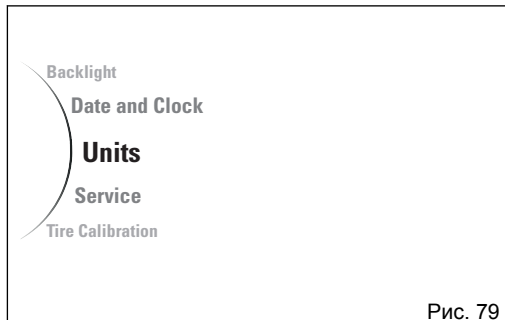 Backlight
Date and Clock
Units
Service
Tire Calibration
Рис. 79